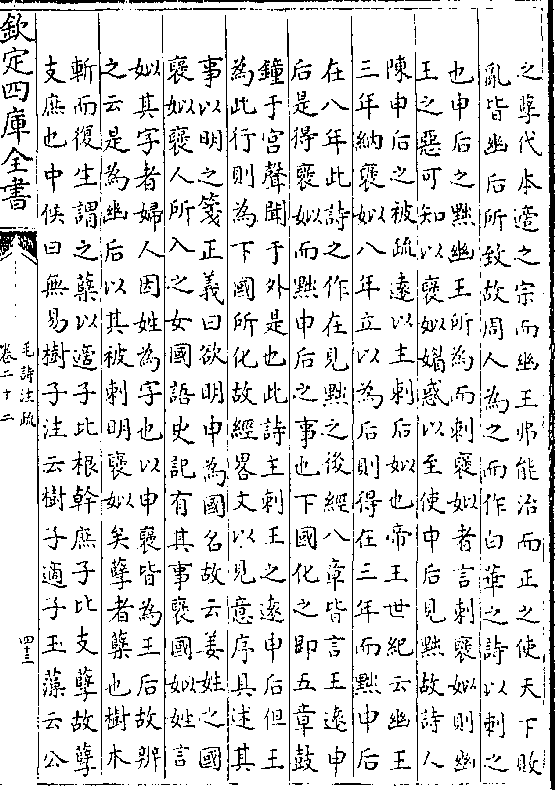 之孽代本適之宗而幽王弗能治而正之使天下敗
亂皆幽后所致故周人為之而作白華之詩以刺之
也申后之黜幽王所為而刺褒姒者言刺褒姒則幽
王之惡可知以褒姒媚惑以至使申后見黜故詩人
陳申后之被疏遠以主刺后姒也帝王世紀云幽王
三年納褒姒八年立以為后則得在三年而黜申后
在八年此詩之作在見黜之後經八章皆言王遠申
后是得褒姒而黜申后之事也下國化之即五章鼓
鐘于宫聲聞于外是也此詩主刺王之遠申后但王
為此行則為下國所化故經畧文以見意序具述其
事以明之箋正義曰欲明申為國名故云姜姓之國
褒姒褒人所入之女國語史記有其事褒國姒姓言
姒其字者婦人因姓為字也以申褒皆為王后故辨
之云是為幽后以其被刺明褒姒矣孽者櫱也樹木
斬而復生謂之櫱以適子比根幹庶子比支孽故孽
支庶也中候曰無易樹子注云樹子適子玉藻云公
欽定四庫全書
毛詩注疏
卷二十二
四十三